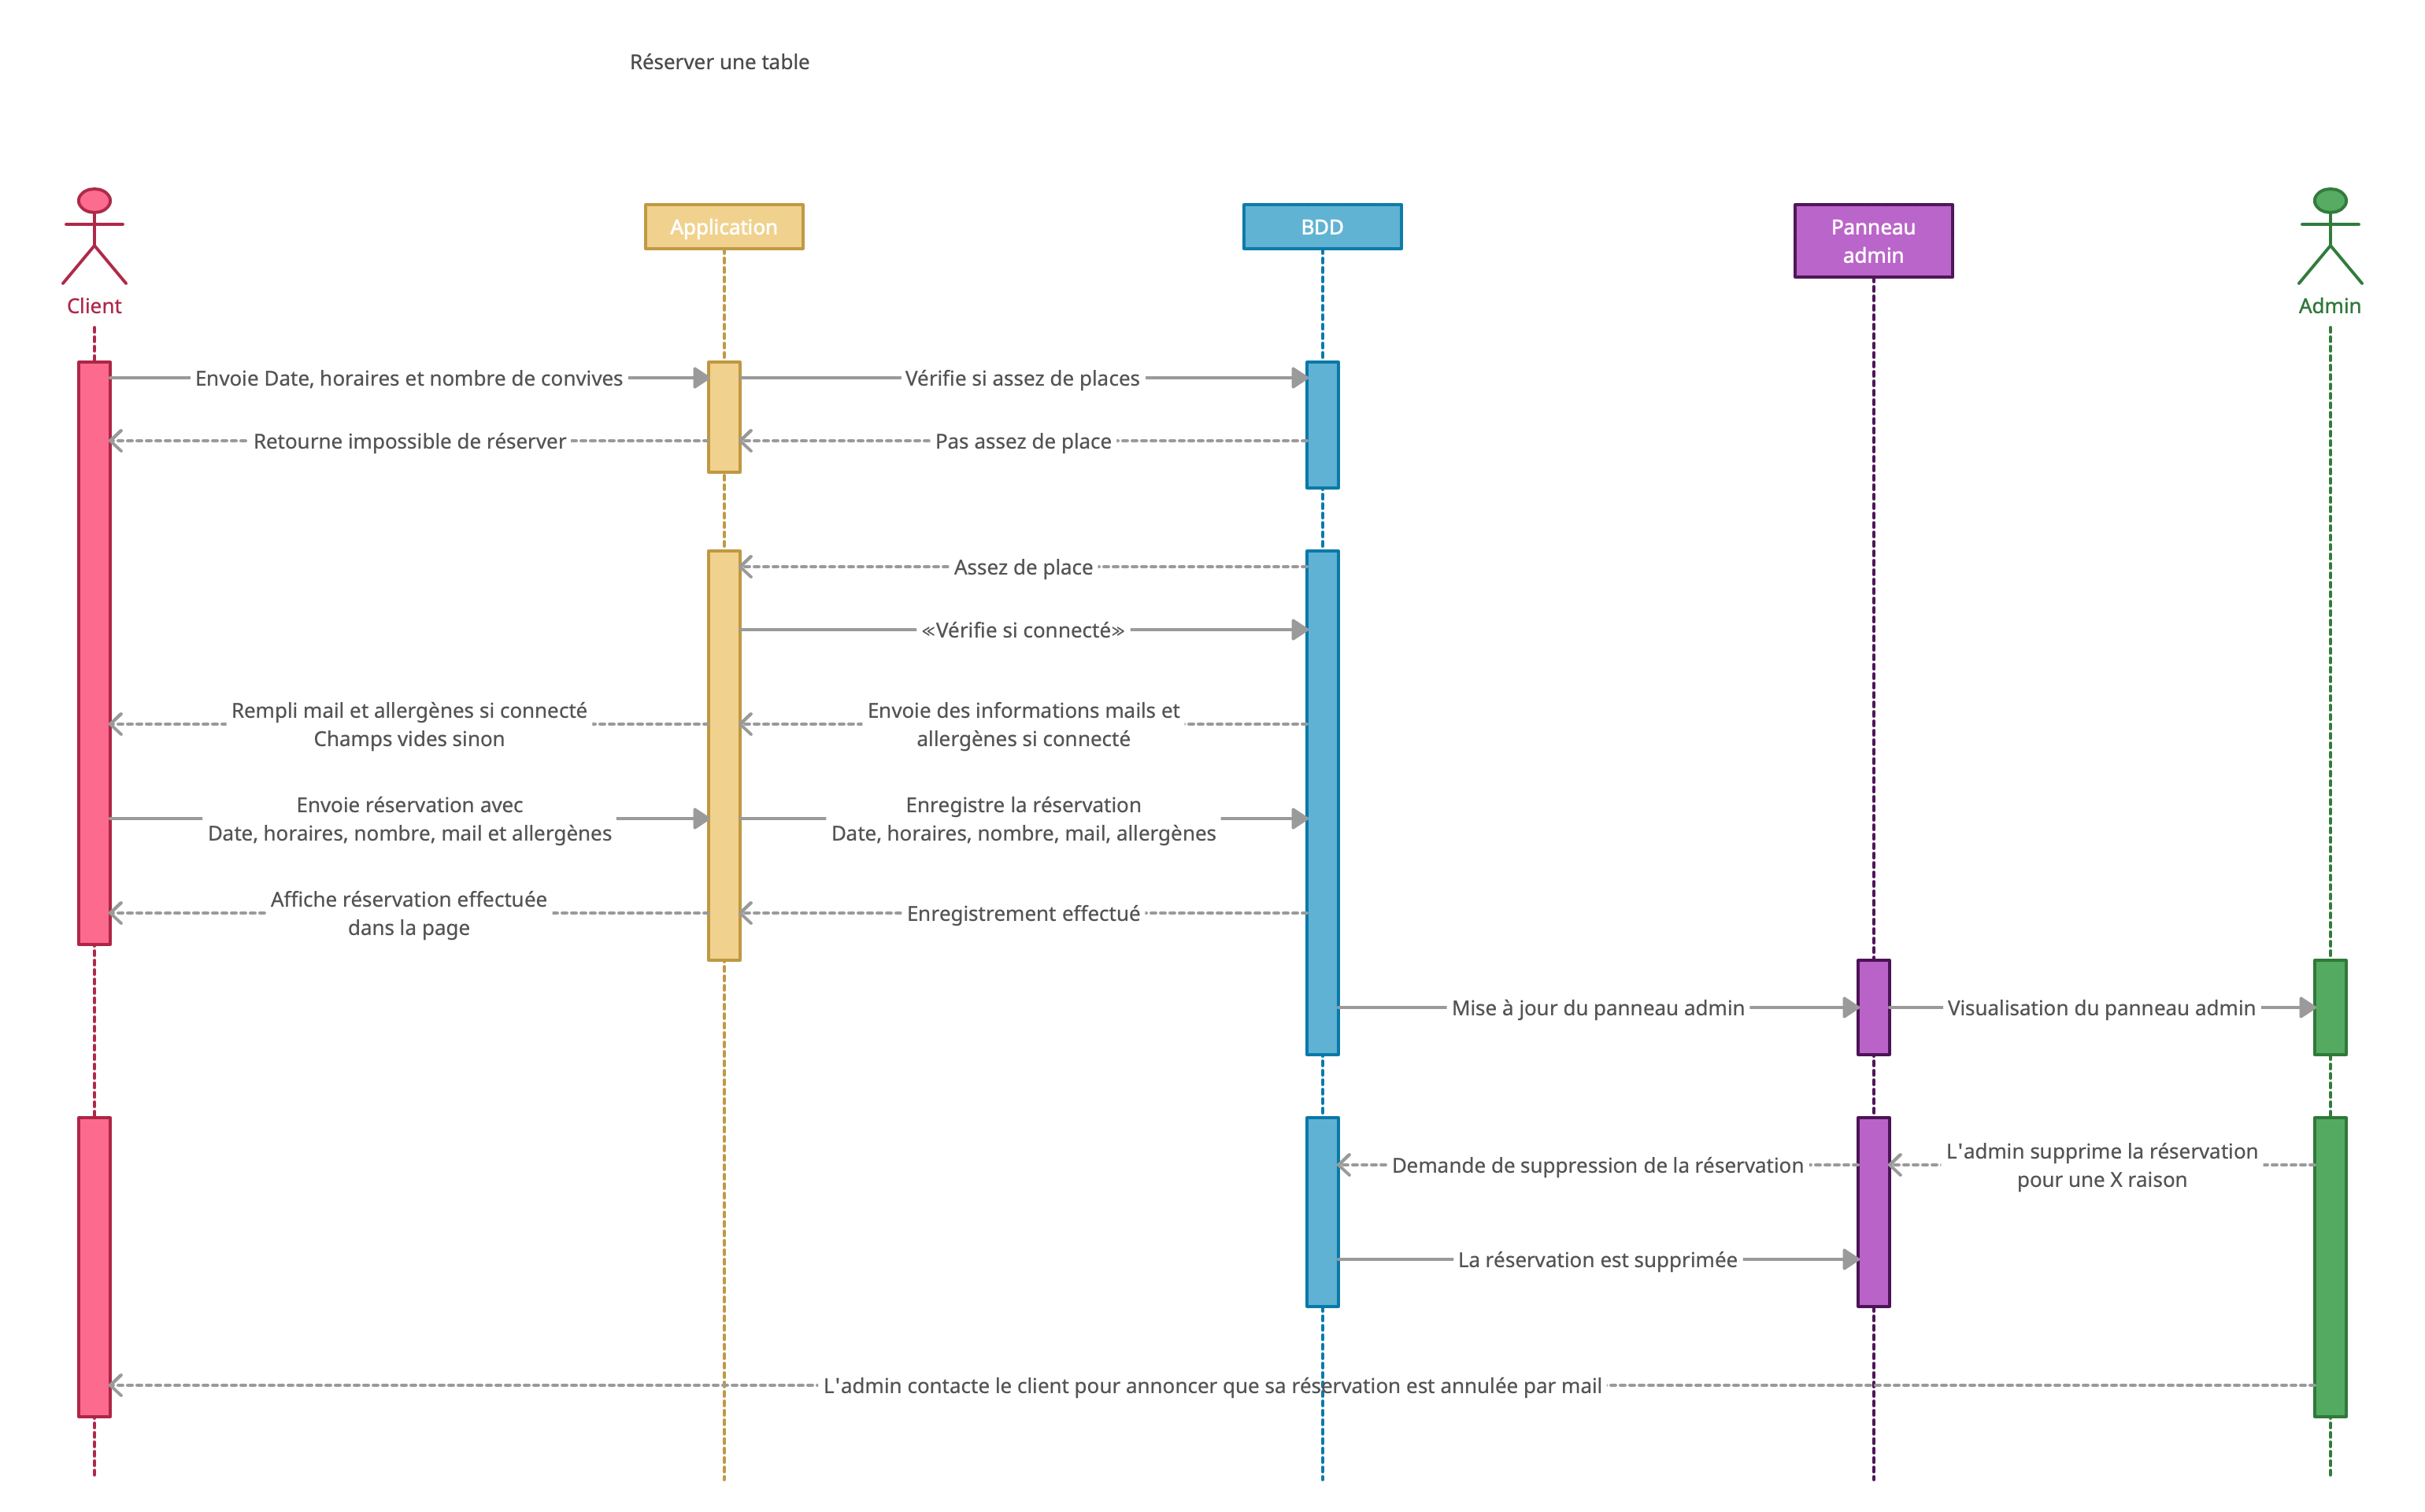 Réserver une table
Client
Application
BDD
Panneau
admin
Admin
Envoie Date, horaires et nombre de convives
Vérifie si assez de places
Retourne impossible de réserver
Pas assez de place
Assez de place
«Vérifie si connecté»
Rempli mail et allergènes si connecté
Champs vides sinon
Envoie des informations mails et
allergènes si connecté
Envoie réservation avec
Date, horaires, nombre, mail et allergènes
Enregistre la réservation
Date, horaires, nombre, mail, allergènes
Affiche réservation effectuée
dans la page
Enregistrement effectué
Mise à jour du panneau admin
Visualisation du panneau admin
Demande de suppression de la réservation
L'admin supprime la réservation
pour une X raison
La réservation est supprimée
L'admin contacte le client pour annoncer que sa réservation est annulée par mail